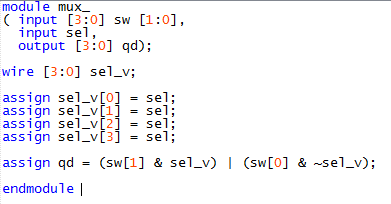 module mux_
( input [3:0] sw [1:0],
input sel,
output [3:0] qd);
wire [3:0] sel_v;
assign sel_v[0] = sel;
assign sel_v[1] = sel;
assign sel_v[2] = sel;
assign sel_v[3] = sel;
assign qd = (sw[1] & sel_v) | (sw[0] & ~sel_v);
endmodule